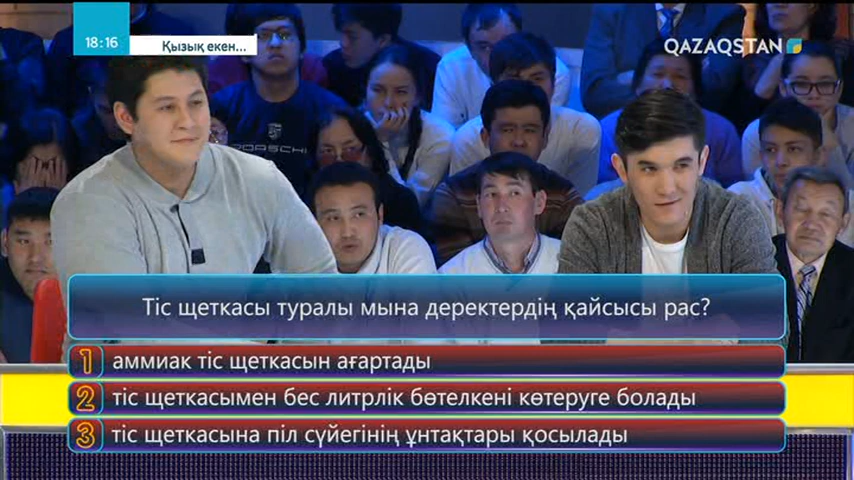 18:16
Қызық екен...
QAZAQSTAN
PORSCHE
Тіс щеткасы туралы мына деректердің қайсысы рас?
1 аммиак тіс щеткасын ағартады
2 тіс щеткасымен бес литрлік бөтелкені көтеруге болады
3 тіс щеткасына піл сүйегінің ұнтақтары қосылады